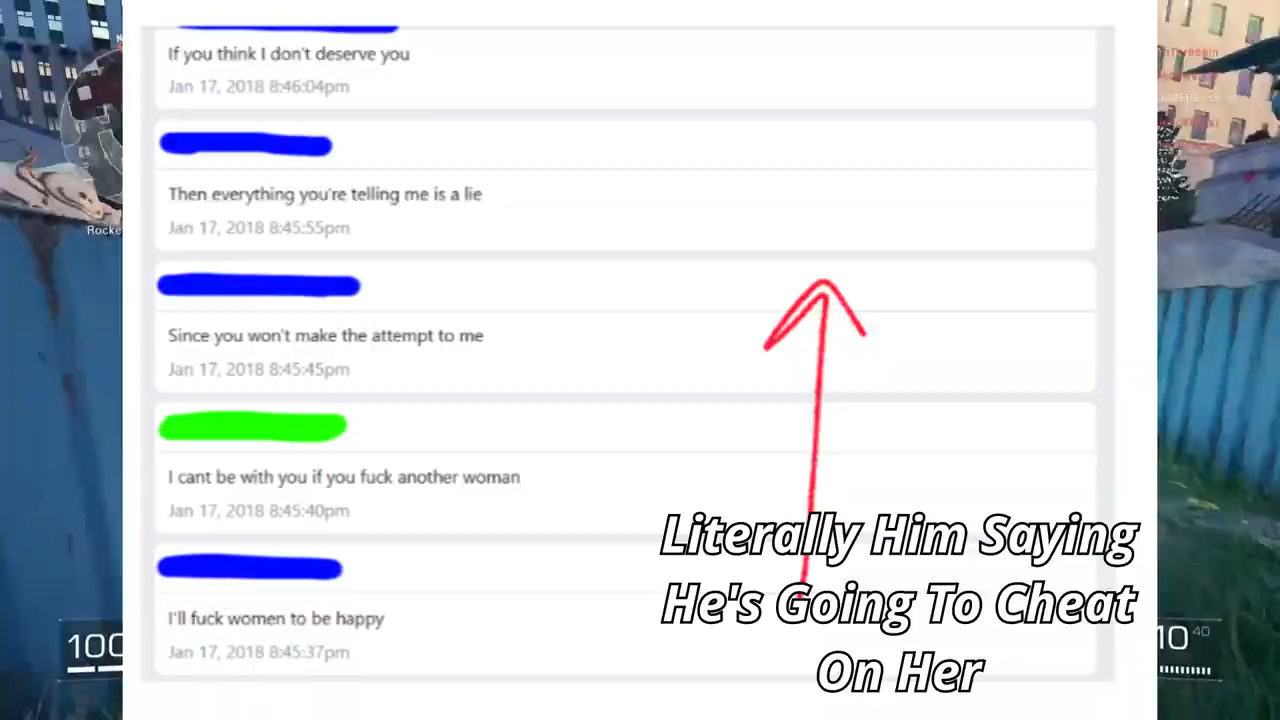 If you think I don't deserve you
Jan 17, 2018 8:46:04pm
Then everything you're telling me is a lie
Jan 17, 2018 8:45:55pm
Since you won't make the attempt to me
Jan 17, 2018 8:45:45pm
I cant be with you if you fuck another woman
Jan 17, 2018 8:45:40pm
I'll fuck women to be happy
Jan 17, 2018 8:45:37pm
Literally Him Saying
He's Going To Cheat
On Her
Rocke
100
10 40